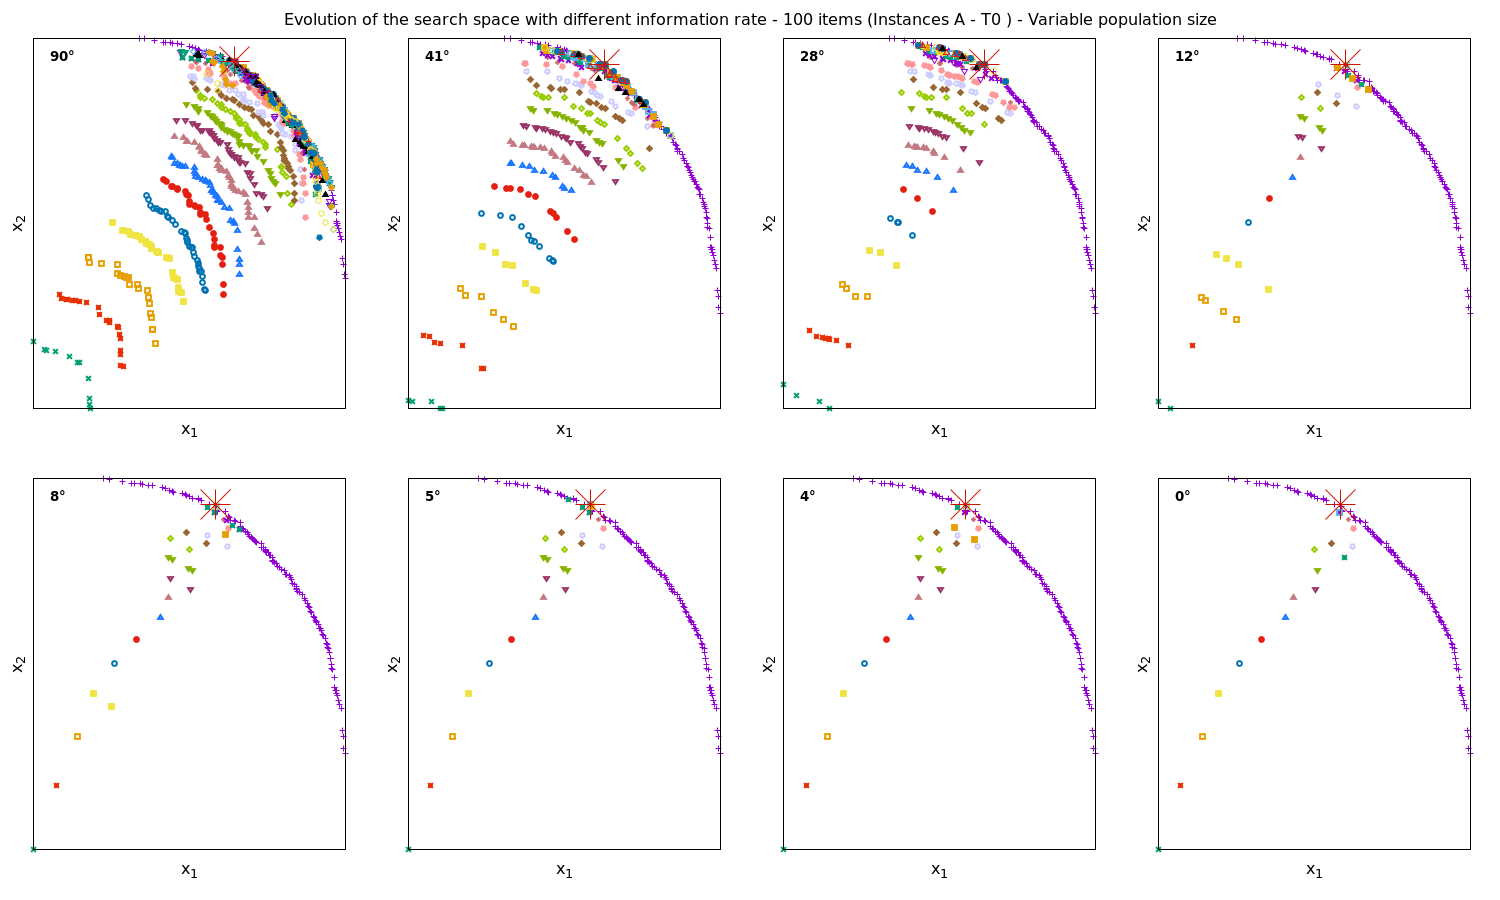 Evolution of the search space with different information rate - 100 items (Instances A - T0 ) - Variable population size
90°
41°
28°
12°
x2
x2
x2
x2
x1
x1
x1
x1
8°
5°
4°
0°
x2
x2
x2
x2
x1
x1
x1
x1